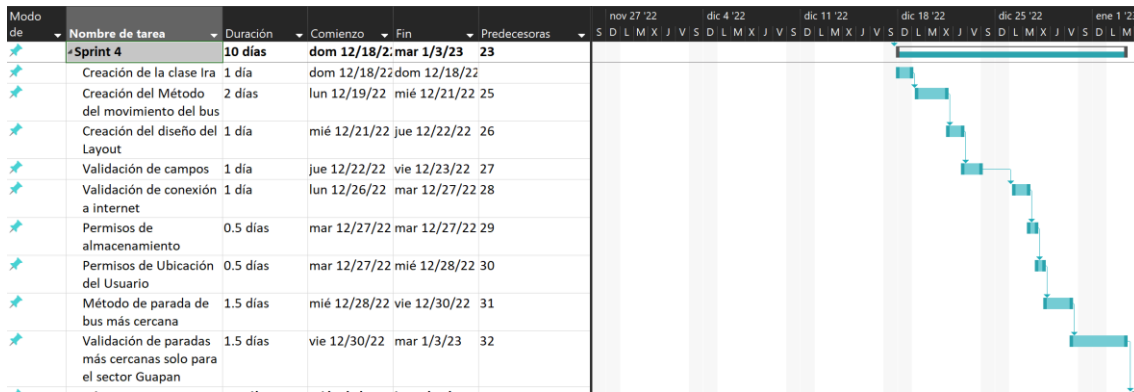 Modo de
Nombre de tarea
Duración
Comienzo
Fin
Predecesoras
nov 27 '22
dic 4 '22
dic 11 '22
dic 18 '22
dic 25 '22
ene 1 '23
S D L M X J V S D L M X J V S D L M X J V S D L M X J V S D L M X J V S D L M
Sprint 4 10 días dom 12/18/22 mar 1/3/23 23
Creación de la clase Ira 1 día dom 12/18/22 dom 12/18/22
Creación del Método 2 días lun 12/19/22 mié 12/21/22 25
del movimiento del bus
Creación del diseño del 1 día mié 12/21/22 jue 12/22/22 26
Layout
Validación de campos 1 día jue 12/22/22 vie 12/23/22 27
Validación de conexión 1 día lun 12/26/22 mar 12/27/22 28
a internet
Permisos de 0.5 días mar 12/27/22 mar 12/27/22 29
almacenamiento
Permisos de Ubicación 0.5 días mar 12/27/22 mié 12/28/22 30
del Usuario
Método de parada de 1.5 días mié 12/28/22 vie 12/30/22 31
bus más cercana
Validación de paradas 1.5 días vie 12/30/22 mar 1/3/23 32
más cercanas solo para
el sector Guapan